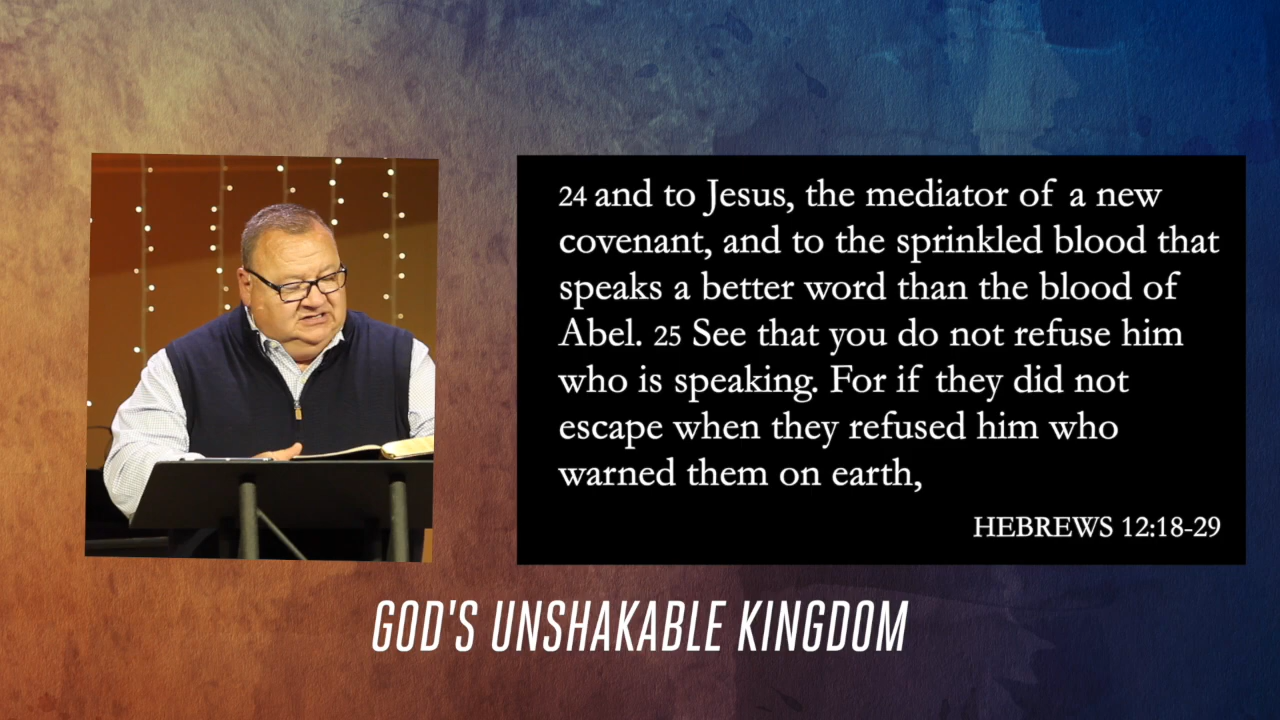 24 and to Jesus, the mediator of a new
covenant, and to the sprinkled blood that
speaks a better word than the blood of
Abel. 25 See that you do not refuse him
who is speaking. For if they did not
escape when they refused him who
warned them on earth,
HEBREWS 12:18-29
GOD'S UNSHAKABLE KINGDOM